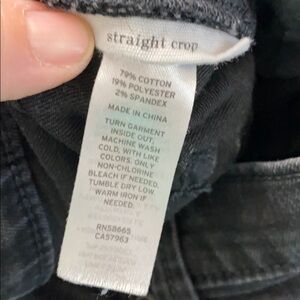 straight crop
79% COTTON
19% POLYESTER
2% SPANDEX
MADE IN CHINA
TURN GARMENT
INSIDE OUT,
MACHINE WASH
COLD, WITH LIKE
COLORS. ONLY
NON-CHLORINE
BLEACH IF NEEDED.
TUMBLE DRY LOW.
WARM IRON IF
NEEDED.
RN58665
CA57963